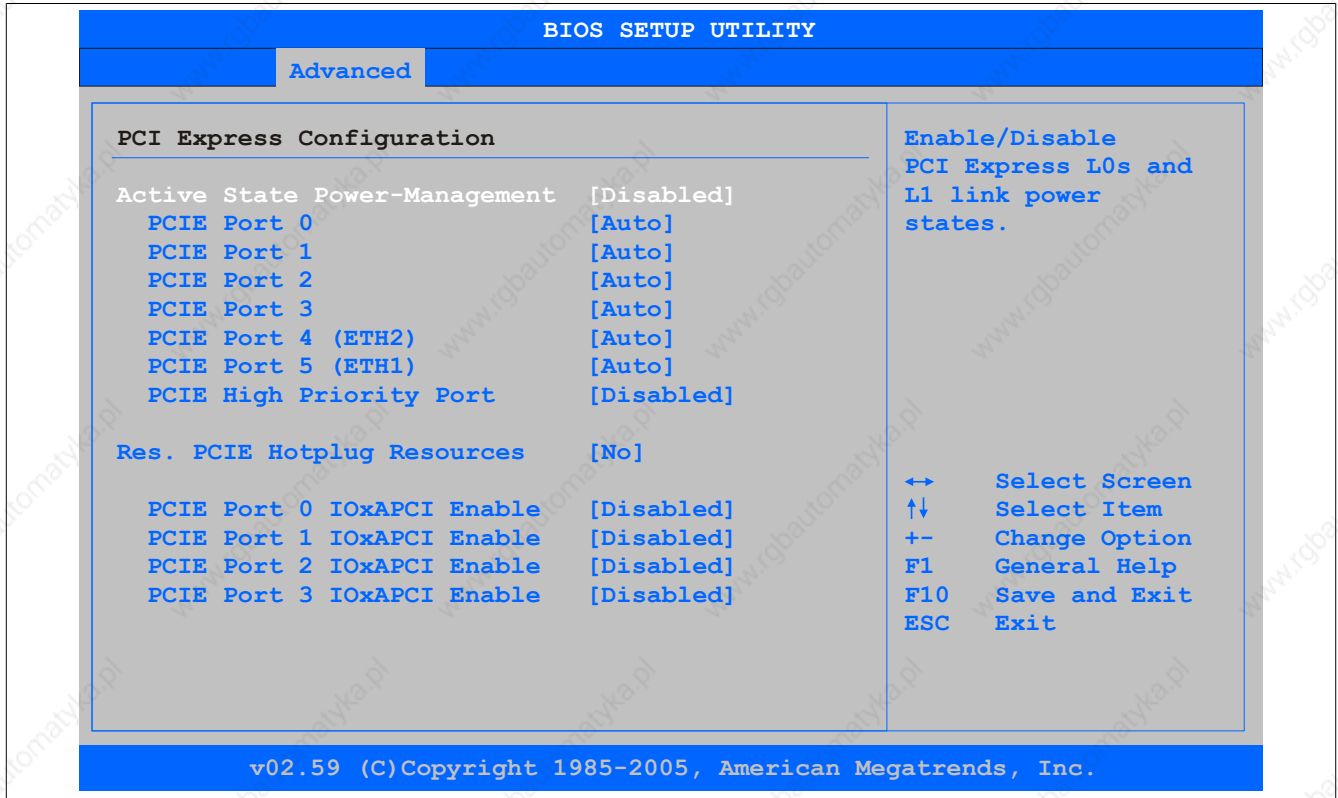 BIOS SETUP UTILITY
Advanced
PCI Express Configuration
Active State Power-Management [Disabled]
PCIE Port 0 [Auto]
PCIE Port 1 [Auto]
PCIE Port 2 [Auto]
PCIE Port 3 [Auto]
PCIE Port 4 (ETH2) [Auto]
PCIE Port 5 (ETH1) [Auto]
PCIE High Priority Port [Disabled]
Res. PCIE Hotplug Resources [No]
PCIE Port 0 IOxAPCI Enable [Disabled]
PCIE Port 1 IOxAPCI Enable [Disabled]
PCIE Port 2 IOxAPCI Enable [Disabled]
PCIE Port 3 IOxAPCI Enable [Disabled]
Enable/Disable
PCI Express L0s and
L1 link power
states.
↔ Select Screen
↑↓ Select Item
+- Change Option
F1 General Help
F10 Save and Exit
ESC Exit
v02.59 (C)Copyright 1985-2005, American Megatrends, Inc.
www.rgbautomatyka.pl